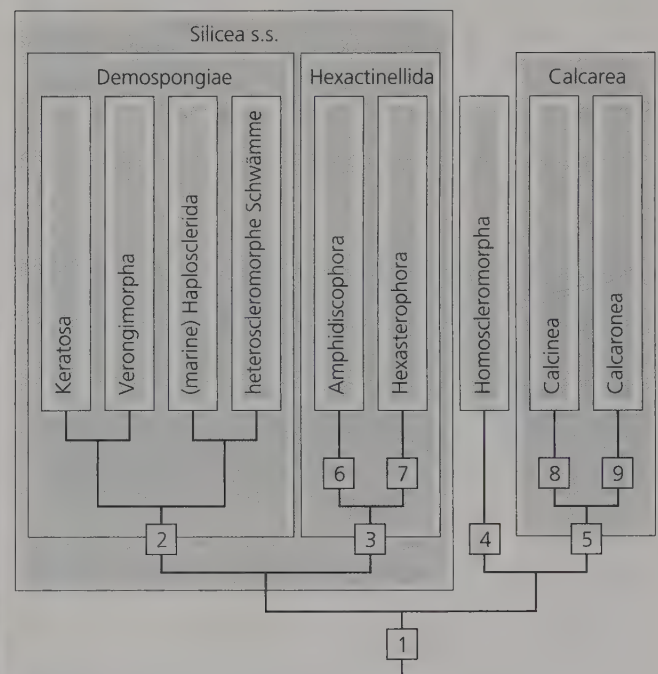 Silicea s.s.
Demospongiae
Hexactinellida
Calcarea
Keratosa
Verongimorpha
(marine) Haplosclerida
heteroscleromorphe Schwämme
Amphidiscophora
Hexasterophora
Homoscleromorpha
Calcinea
Calcaronea
6
7
8
9
2
3
4
5
1